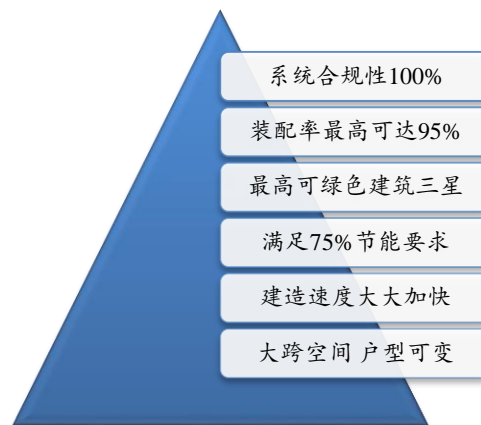 系统合规性100%
装配率最高可达95%
最高可绿色建筑三星
满足75%节能要求
建造速度大大加快
大跨空间 户型可变